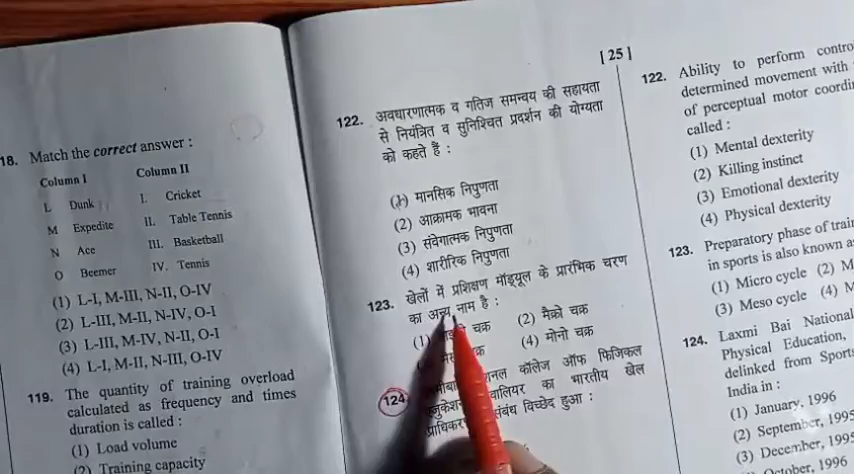 [ 25 ]
18. Match the correct answer :
Column I Column II
L Dunk I. Cricket
M Expedite II. Table Tennis
N Ace III. Basketball
O Beemer IV. Tennis
(1) L-I, M-III, N-II, O-IV
(2) L-III, M-II, N-IV, O-I
(3) L-III, M-IV, N-II, O-I
(4) L-I, M-II, N-III, O-IV
119. The quantity of training overload
calculated as frequency and times
duration is called :
(1) Load volume
(2) Training capacity
122. अवधारणात्मक व गतिज समन्वय की सहायता
से नियंत्रित व सुनिश्चित प्रदर्शन की योग्यता
को कहते हैं :
(1) मानसिक निपुणता
(2) आक्रामक भावना
(3) संवेगात्मक निपुणता
(4) शारीरिक निपुणता
123. खेलों में प्रशिक्षण मॉड्यूल के प्रारंभिक चरण
का अन्य नाम है :
(1) चक्र (2) मैक्रो चक्र
(4) मोनो चक्र
124 कॉलेज ऑफ फिजिकल
का भारतीय खेल
संबंध विच्छेद हुआ :
122. Ability to perform
determined movement with
of perceptual motor
called :
(1) Mental dexterity
(2) Killing instinct
(3) Emotional dexterity
(4) Physical dexterity
123. Preparatory phase of
in sports is also known
(1) Micro cycle (2)
(3) Meso cycle (4)
124. Laxmi Bai National
Physical Education,
delinked from
India in :
(1) January, 1996
(2) September, 1995
(3) December, 1995
October, 1996